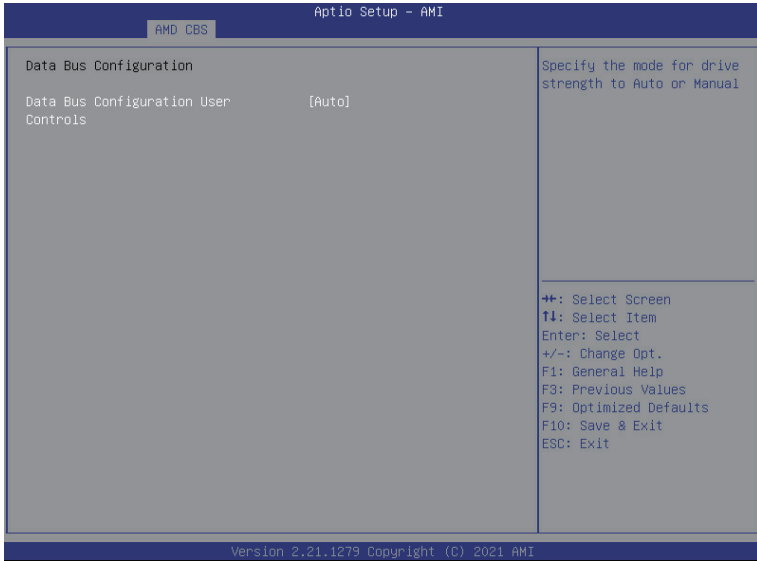 Aptio Setup – AMI
AMD CBS
Data Bus Configuration
Data Bus Configuration User [Auto]
Controls
Specify the mode for drive
strength to Auto or Manual
→←: Select Screen
↑↓: Select Item
Enter: Select
+/-: Change Opt.
F1: General Help
F3: Previous Values
F9: Optimized Defaults
F10: Save & Exit
ESC: Exit
Version 2.21.1279 Copyright (C) 2021 AMI